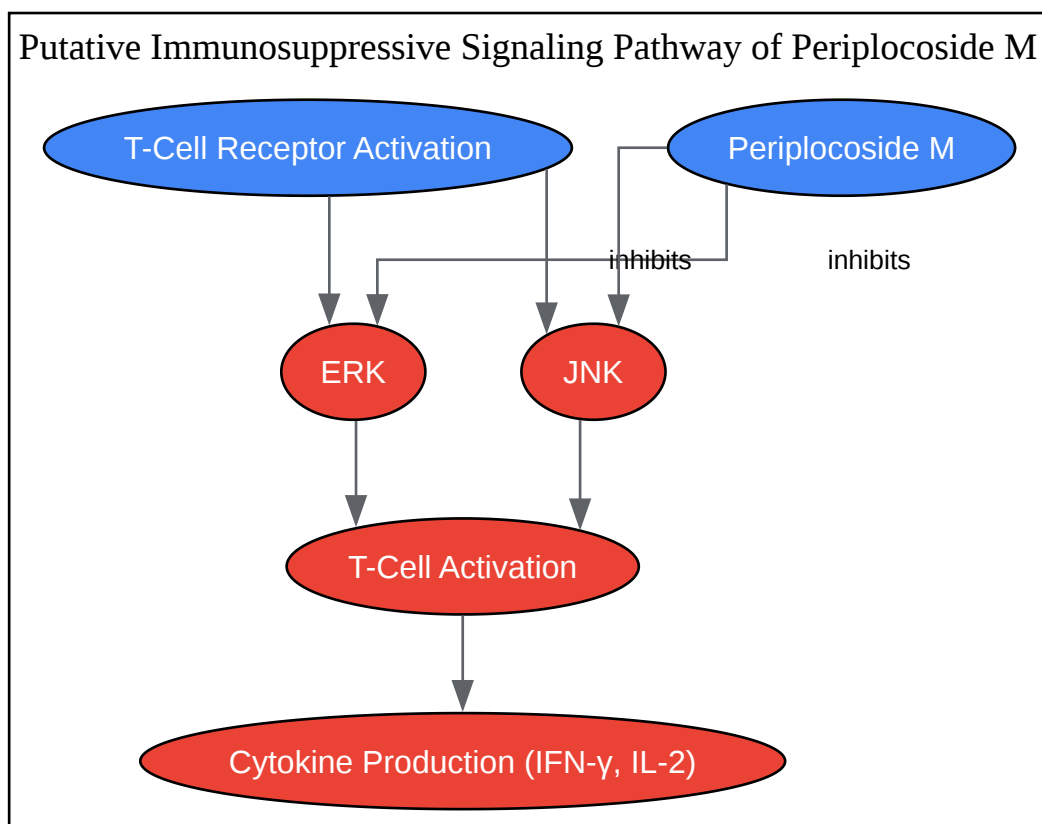 Putative Immunosuppressive Signaling Pathway of Periplocoside M
T-Cell Receptor Activation
Periplocoside M
inhibits
inhibits
ERK
JNK
T-Cell Activation
Cytokine Production (IFN-γ, IL-2)